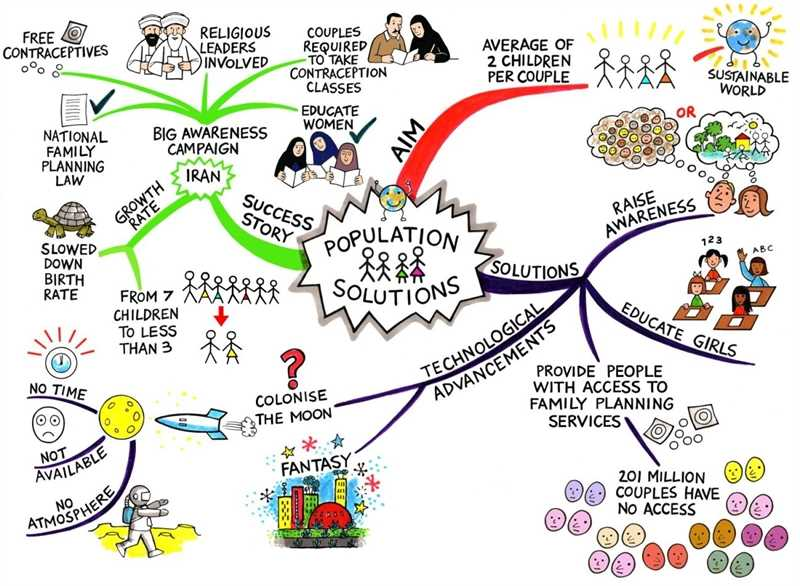 POPULATION
SOLUTIONS
AIM
AVERAGE OF
2 CHILDREN
PER COUPLE
SUSTAINABLE
WORLD
OR
SOLUTIONS
RAISE
AWARENESS
123
ABC
EDUCATE GIRLS
PROVIDE PEOPLE
WITH ACCESS TO
FAMILY PLANNING
SERVICES
201 MILLION
COUPLES HAVE
NO ACCESS
TECHNOLOGICAL
ADVANCEMENTS
?
COLONISE
THE MOON
FANTASY
NO TIME
NOT
AVAILABLE
NO
ATMOSPHERE
SUCCESS
STORY
IRAN
BIG AWARENESS
CAMPAIGN
FREE
CONTRACEPTIVES
RELIGIOUS
LEADERS
INVOLVED
COUPLES
REQUIRED
TO TAKE
CONTRACEPTION
CLASSES
EDUCATE
WOMEN
NATIONAL
FAMILY
PLANNING
LAW
GROWTH
RATE
SLOWED
DOWN
BIRTH
RATE
FROM 7
CHILDREN
TO LESS
THAN 3